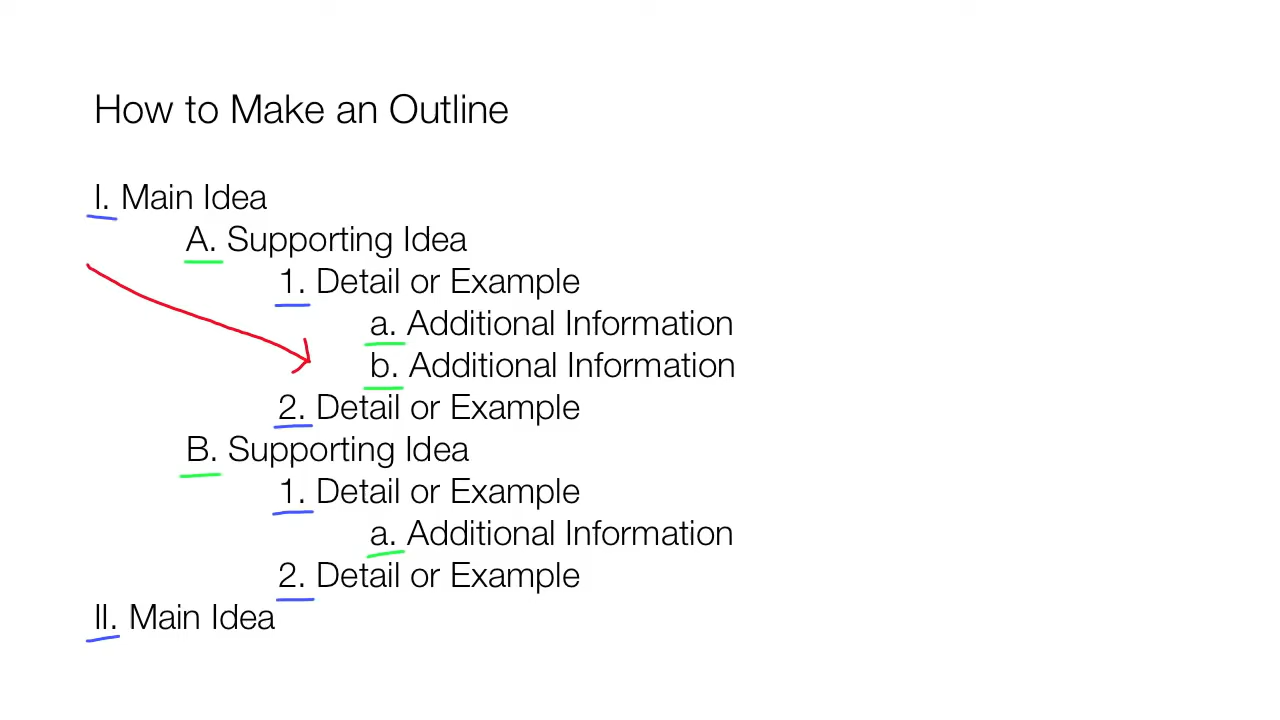 How to Make an Outline
I. Main Idea
A. Supporting Idea
1. Detail or Example
a. Additional Information
b. Additional Information
2. Detail or Example
B. Supporting Idea
1. Detail or Example
a. Additional Information
2. Detail or Example
II. Main Idea